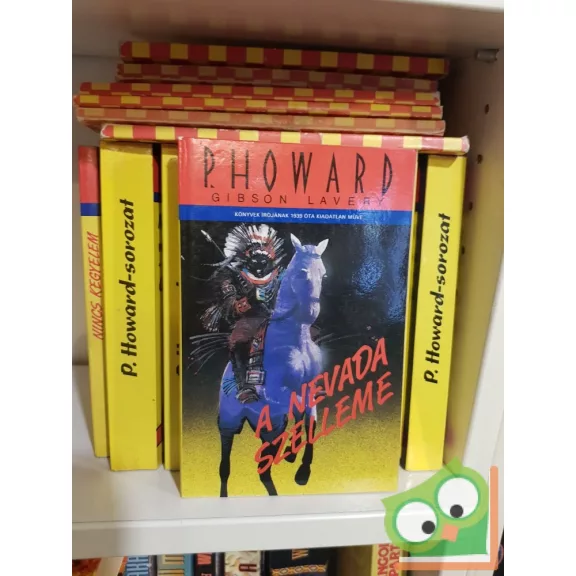 P. HOWARD
GIBSON LAVERY
KÖNYVEK ÍRÓJÁNAK 1939 ÓTA KIADATLAN MŰVE
A NEVADA
SZELLEME
NINCS KEGYELEM
P. Howard-sorozat
P. Howard-sorozat